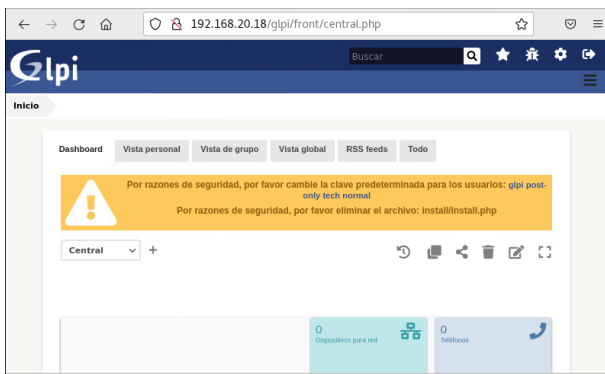 192.168.20.18/glpi/front/central.php
Glpi
Buscar
Inicio
Dashboard Vista personal Vista de grupo Vista global RSS feeds Todo
Por razones de seguridad, por favor cambie la clave predeterminada para los usuarios: glpi post-
only tech normal
Por razones de seguridad, por favor eliminar el archivo: install/install.php
Central
0 0
Dispositivos para red Teléfonos